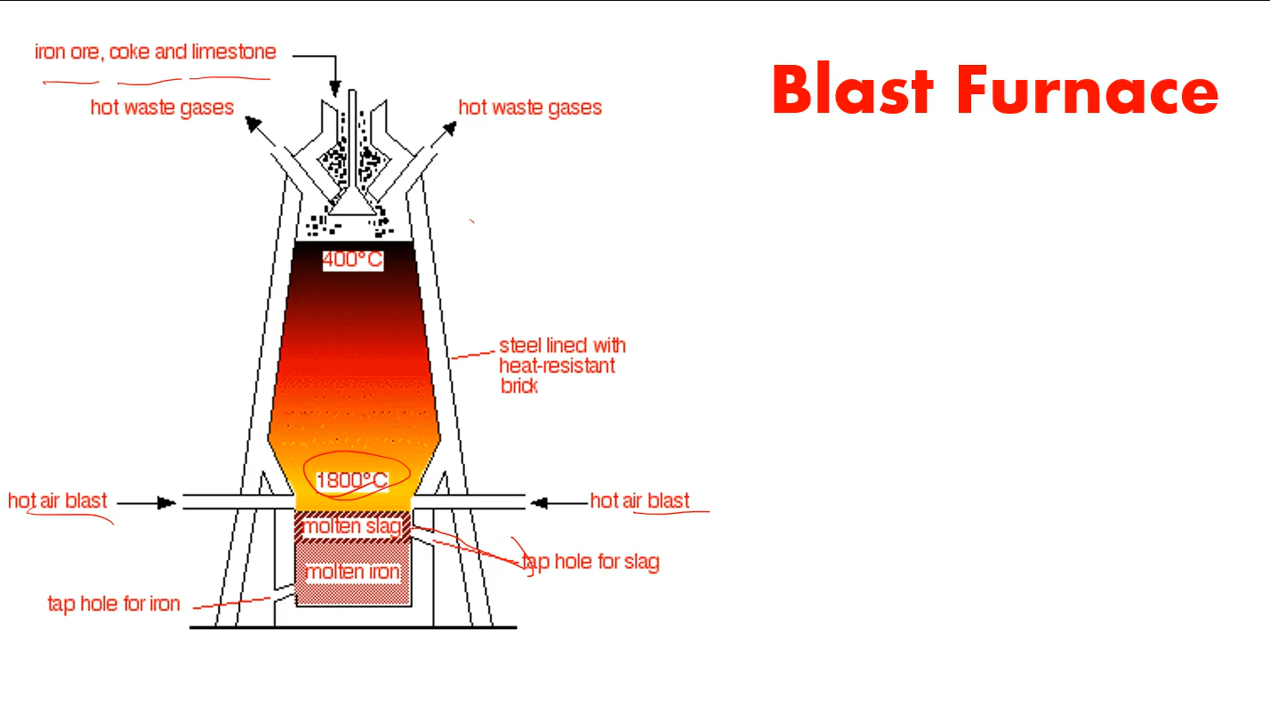 Blast Furnace
iron ore, coke and limestone
hot waste gases
hot waste gases
400°C
steel lined with
heat-resistant
brick
1800°C
hot air blast
hot air blast
molten slag
tap hole for slag
molten iron
tap hole for iron